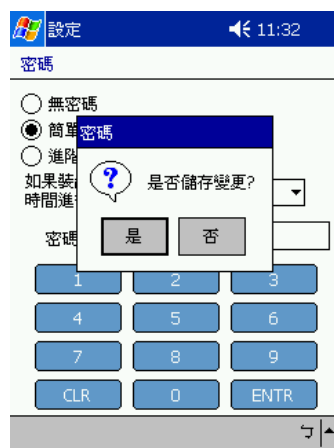 設定 11:32
密碼
無密碼
簡單
密碼
進階
是否儲存變更?
如果裝
時間進
是 否
密碼
1 2 3
4 5 6
7 8 9
CLR 0 ENTR
ㄅ